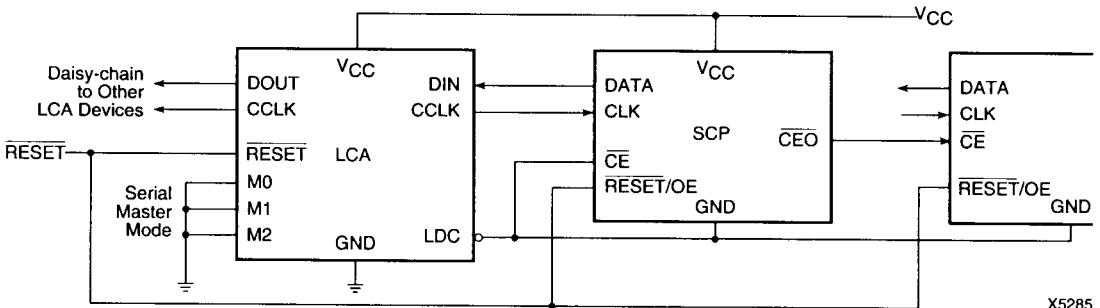 VCC
VCC
VCC
Daisy-chain
to Other
LCA Devices
DOUT
CCLK
DIN
CCLK
DATA
CLK
SCP
CEO
DATA
CLK
CE
RESET
RESET
LCA
CE
RESET/OE
RESET/OE
M0
M1
M2
Serial
Master
Mode
GND
LDC
GND
GND
X5285